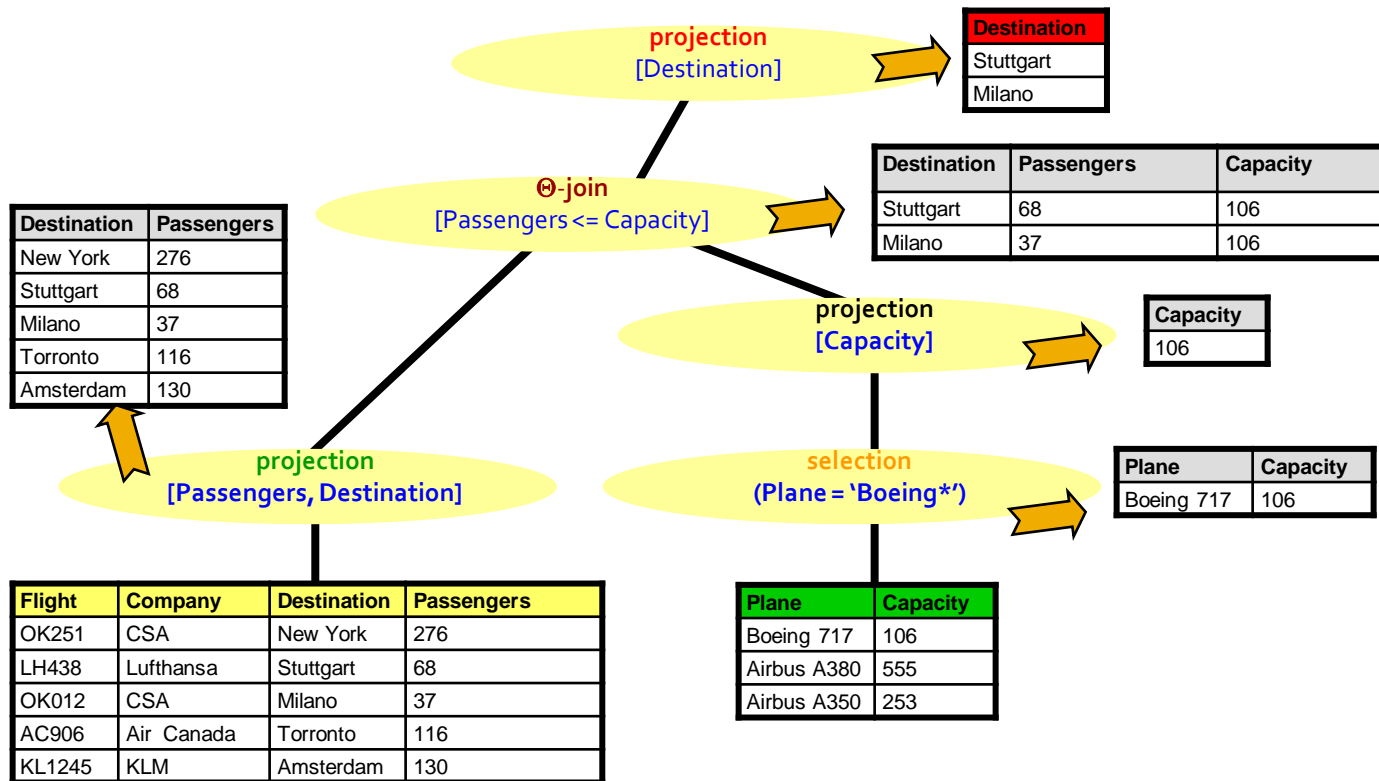 projection
[Destination]
Destination
Stuttgart
Milano
Θ-join
[Passengers <= Capacity]
Destination Passengers Capacity
Stuttgart 68 106
Milano 37 106
Destination Passengers
New York 276
Stuttgart 68
Milano 37
Torronto 116
Amsterdam 130
projection
[Capacity]
Capacity
106
projection
[Passengers, Destination]
selection
(Plane = ‘Boeing*’)
Plane Capacity
Boeing 717 106
Flight Company Destination Passengers
OK251 CSA New York 276
LH438 Lufthansa Stuttgart 68
OK012 CSA Milano 37
AC906 Air Canada Torronto 116
KL1245 KLM Amsterdam 130
Plane Capacity
Boeing 717 106
Airbus A380 555
Airbus A350 253